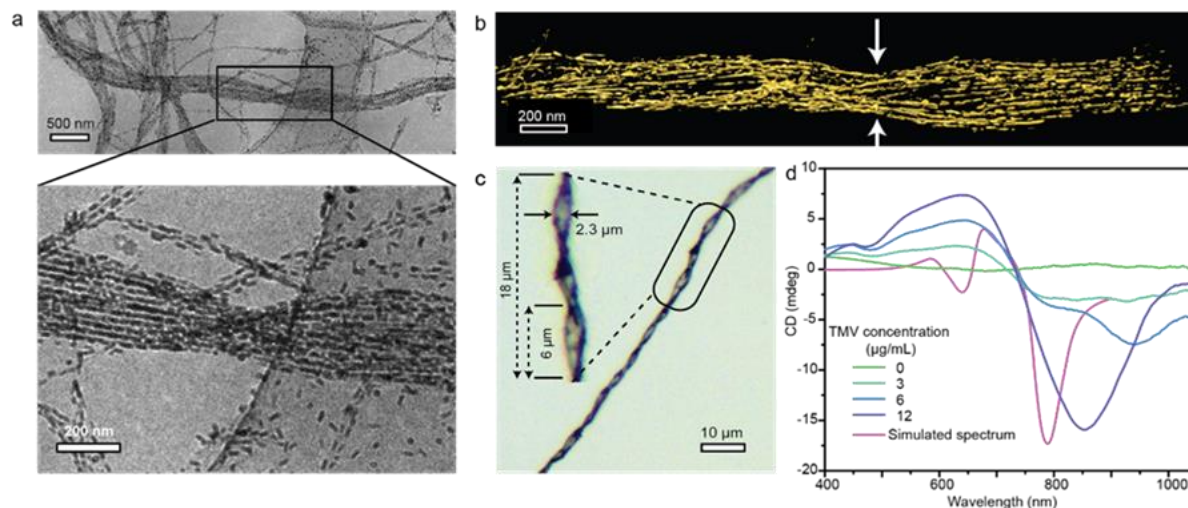 a
500 nm
200 nm
b
200 nm
c
18 μm
2.3 μm
6 μm
10 μm
d
10
5
0
-5
-10
-15
-20
CD (mdeg)
TMV concentration
(μg/mL)
0
3
6
12
Simulated spectrum
400 600 800 1000
Wavelength (nm)